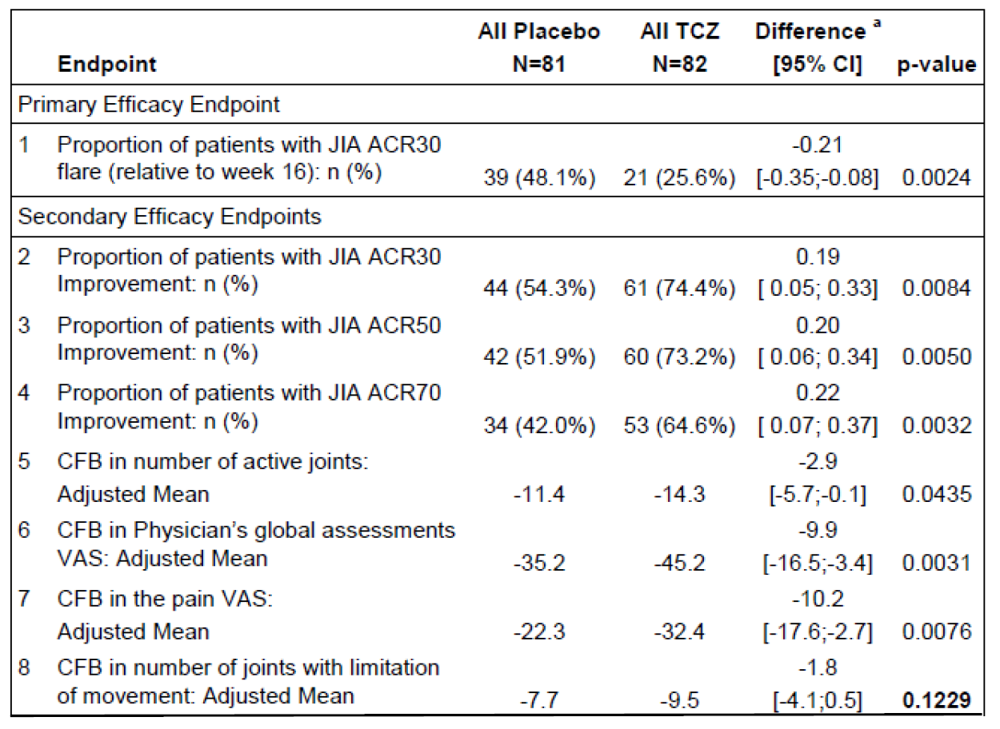 All Placebo All TCZ Difference a
Endpoint N=81 N=82 [95% CI] p-value
Primary Efficacy Endpoint
1 Proportion of patients with JIA ACR30 -0.21
flare (relative to week 16): n (%) 39 (48.1%) 21 (25.6%) [-0.35;-0.08] 0.0024
Secondary Efficacy Endpoints
2 Proportion of patients with JIA ACR30 0.19
Improvement: n (%) 44 (54.3%) 61 (74.4%) [ 0.05; 0.33] 0.0084
3 Proportion of patients with JIA ACR50 0.20
Improvement: n (%) 42 (51.9%) 60 (73.2%) [ 0.06; 0.34] 0.0050
4 Proportion of patients with JIA ACR70 0.22
Improvement: n (%) 34 (42.0%) 53 (64.6%) [ 0.07; 0.37] 0.0032
5 CFB in number of active joints: -2.9
Adjusted Mean -11.4 -14.3 [-5.7;-0.1] 0.0435
6 CFB in Physician's global assessments -9.9
VAS: Adjusted Mean -35.2 -45.2 [-16.5;-3.4] 0.0031
7 CFB in the pain VAS: -10.2
Adjusted Mean -22.3 -32.4 [-17.6;-2.7] 0.0076
8 CFB in number of joints with limitation -1.8
of movement: Adjusted Mean -7.7 -9.5 [-4.1;0.5] 0.1229